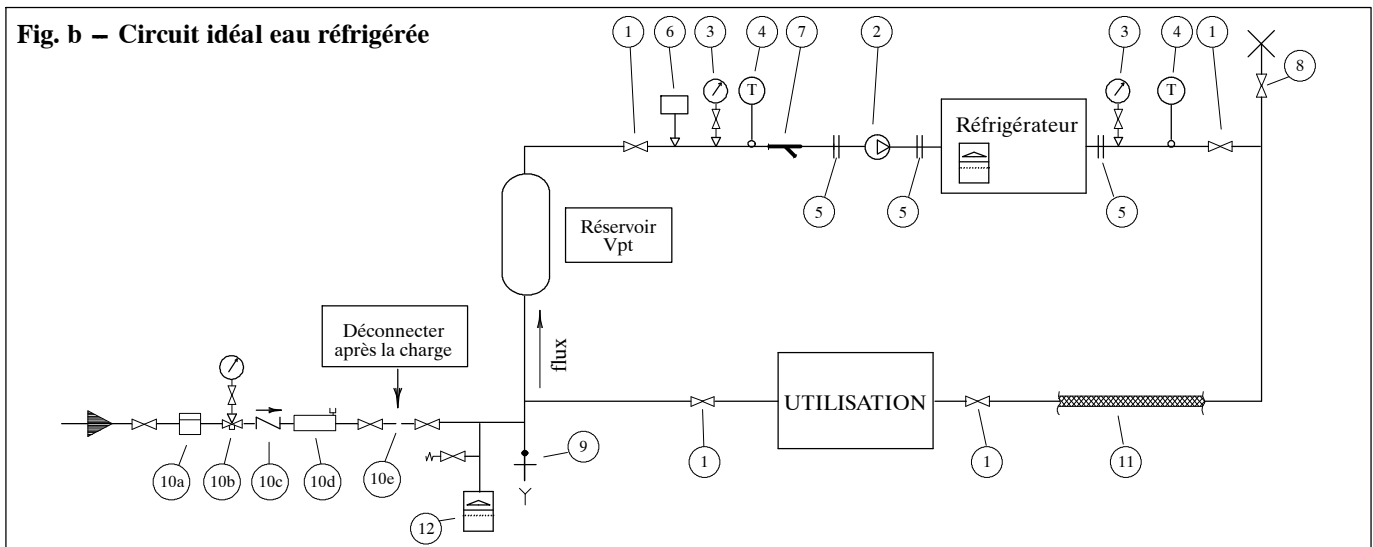 Fig. b – Circuit idéal eau réfrigérée
1
6
3
4
7
2
3
4
1
8
T
T
Réfrigérateur
5
5
5
Réservoir
Vpt
Déconnecter
après la charge
flux
UTILISATION
10a
10b
10c
10d
10e
9
1
1
11
12